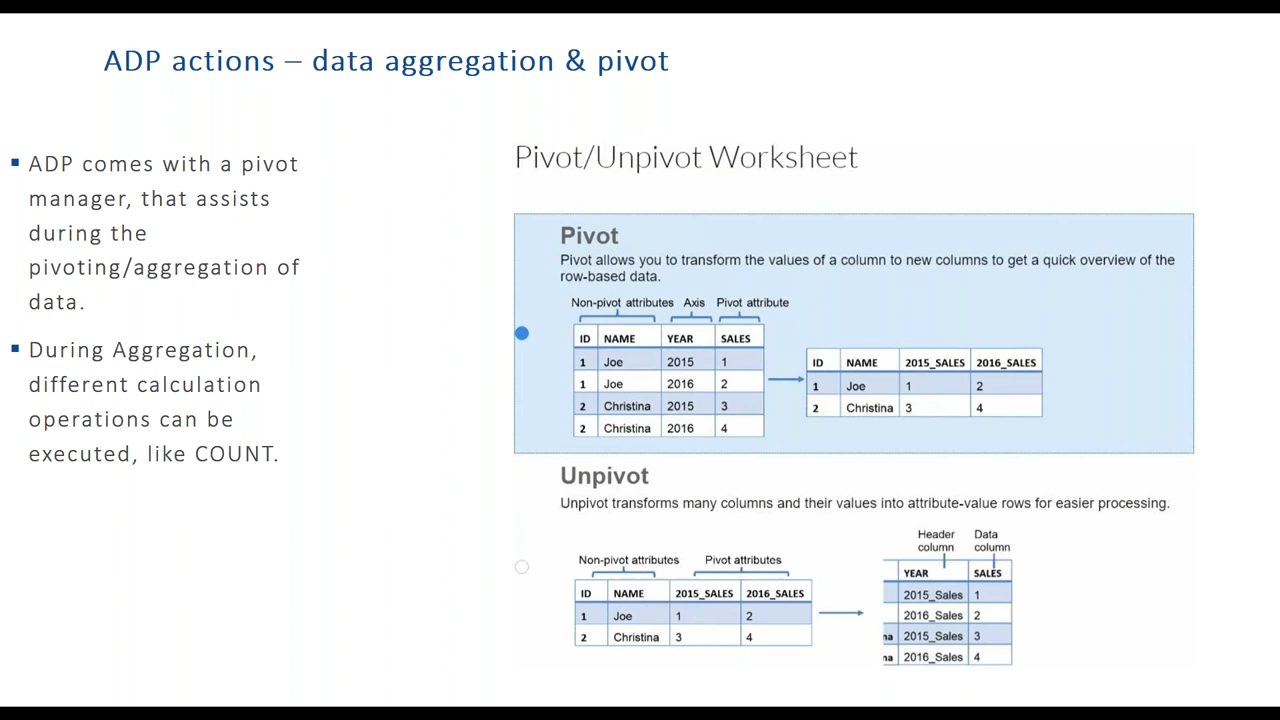 ADP actions – data aggregation & pivot
▪ ADP comes with a pivot
manager, that assists
during the
pivoting/aggregation of
data.
▪ During Aggregation,
different calculation
operations can be
executed, like COUNT.
Pivot/Unpivot Worksheet
Pivot
Pivot allows you to transform the values of a column to new columns to get a quick overview of the
row-based data.
Non-pivot attributes Axis Pivot attribute
ID NAME YEAR SALES
1 Joe 2015 1
1 Joe 2016 2
2 Christina 2015 3
2 Christina 2016 4
ID NAME 2015_SALES 2016_SALES
1 Joe 1 2
2 Christina 3 4
Unpivot
Unpivot transforms many columns and their values into attribute-value rows for easier processing.
Non-pivot attributes Pivot attributes
ID NAME 2015_SALES 2016_SALES
1 Joe 1 2
2 Christina 3 4
Header
column
Data
column
YEAR SALES
2015_Sales 1
2016_Sales 2
na 2015_Sales 3
na 2016_Sales 4